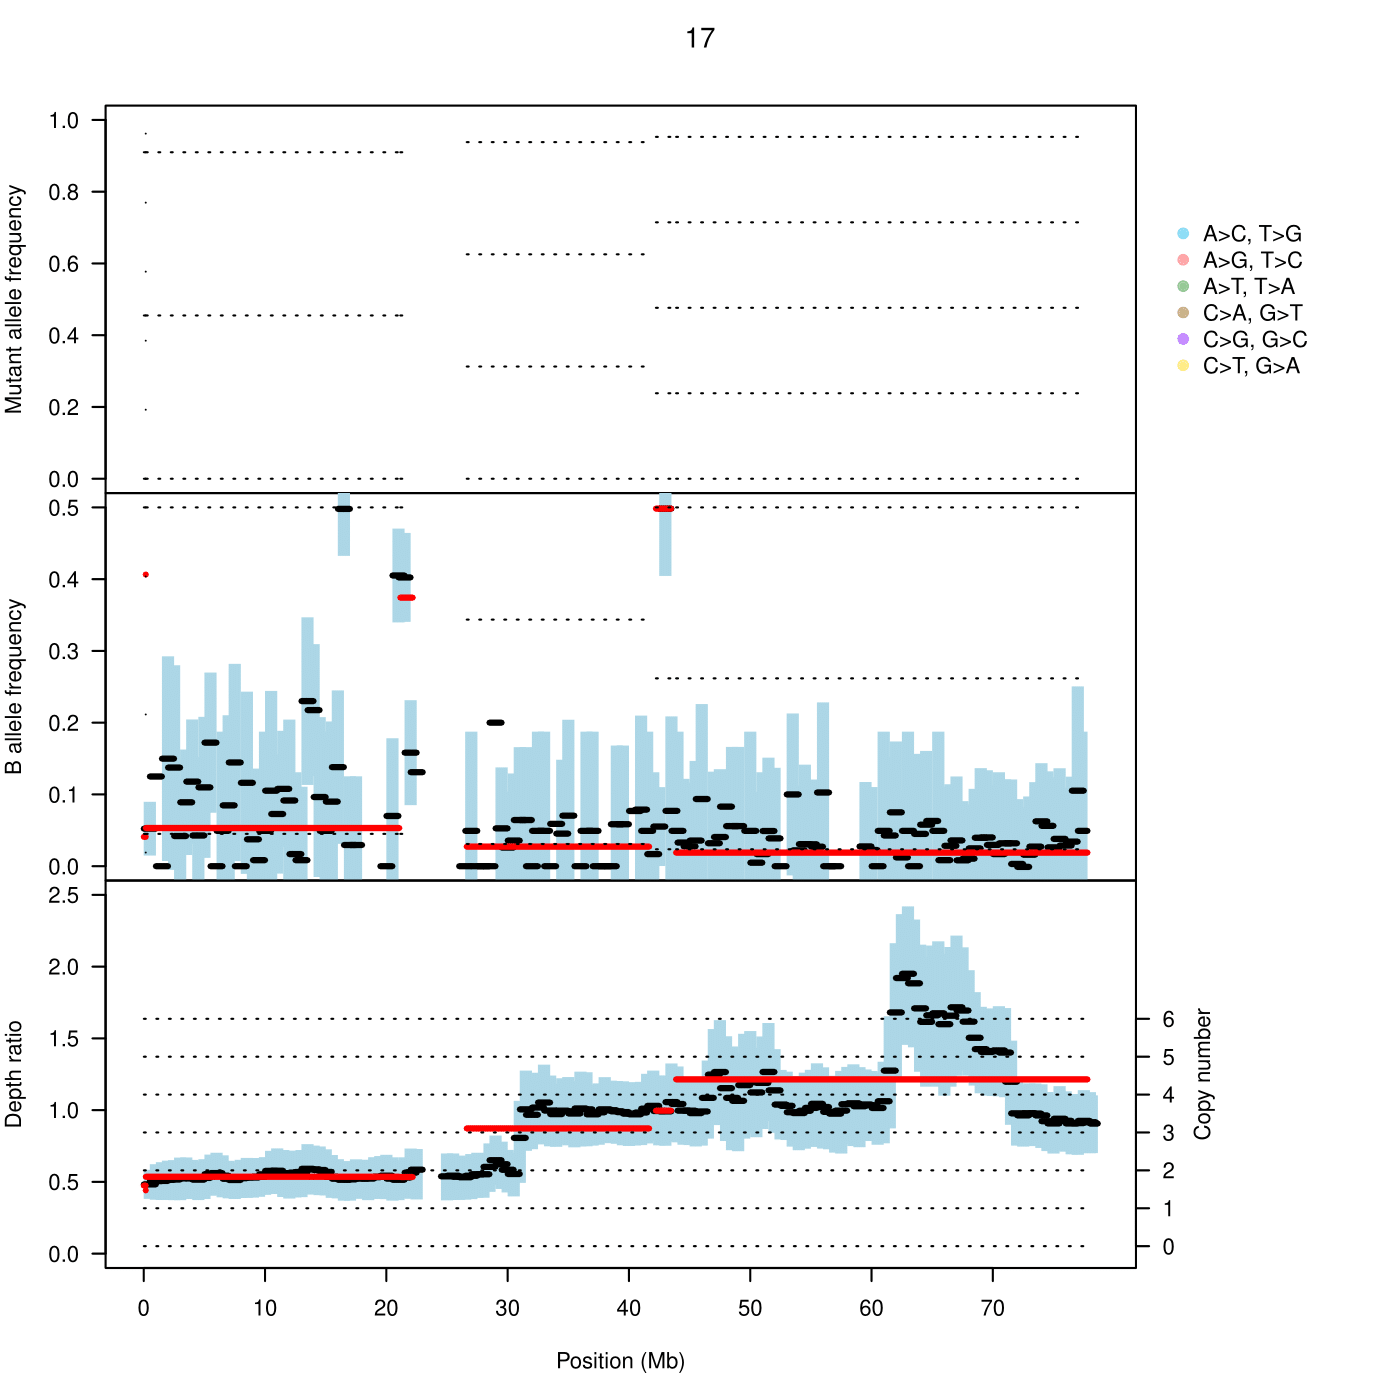 17
Mutant allele frequency
1.0
0.8
0.6
0.4
0.2
0.0
A>C, T>G
A>G, T>C
A>T, T>A
C>A, G>T
C>G, G>C
C>T, G>A
B allele frequency
0.5
0.4
0.3
0.2
0.1
0.0
Depth ratio
2.5
2.0
1.5
1.0
0.5
0.0
6
5
4
3
2
1
0
Copy number
0 10 20 30 40 50 60 70
Position (Mb)